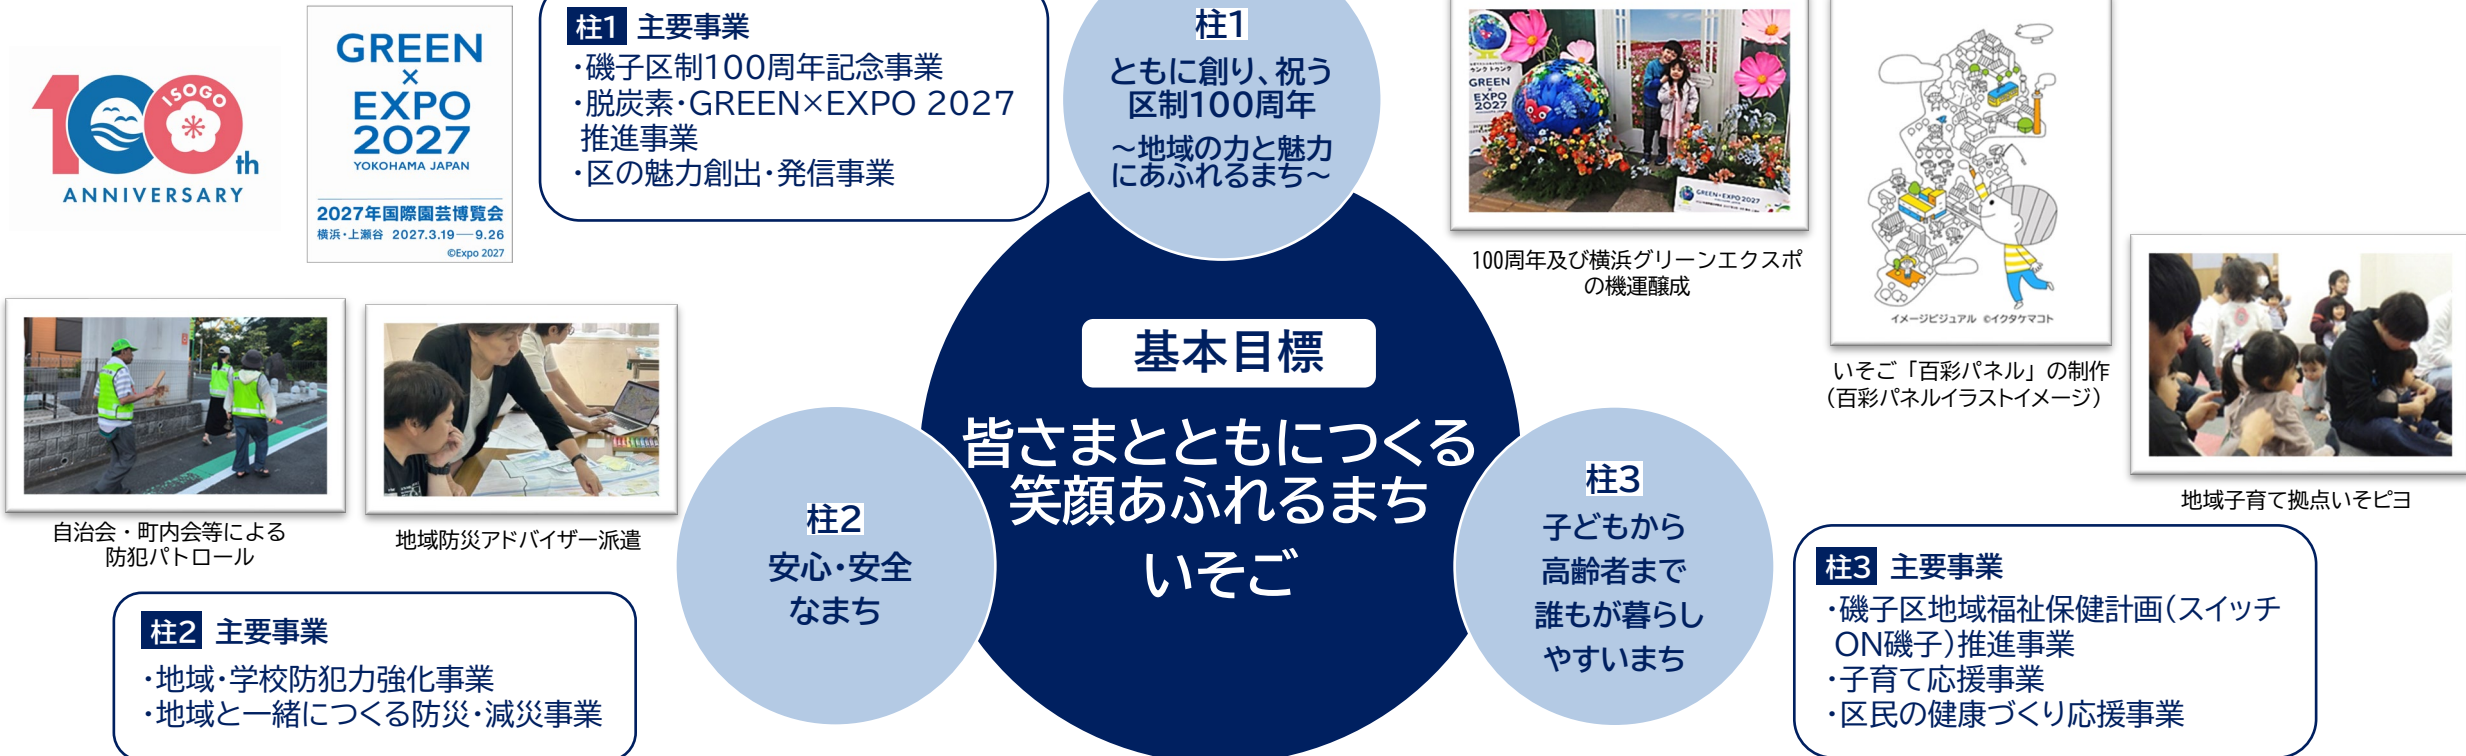 100th
ISOGO
ANNIVERSARY
GREEN
×
EXPO
2027
YOKOHAMA JAPAN
2027年国際園芸博覧会
横浜・上瀬谷 2027.3.19―9.26
©Expo 2027
柱1 主要事業
・磯子区制100周年記念事業
・脱炭素・GREEN×EXPO 2027
推進事業
・区の魅力創出・発信事業
柱1
ともに創り、祝う
区制100周年
～地域の力と魅力
にあふれるまち～
GREEN
×
EXPO
2027
GREEN×EXPO 2027
100周年及び横浜グリーンエクスポ
の機運醸成
イメージビジュアル ©イクタケマコト
いそご「百彩パネル」の制作
（百彩パネルイラストイメージ）
地域子育て拠点いそピヨ
自治会・町内会等による
防犯パトロール
地域防災アドバイザー派遣
基本目標
皆さまとともにつくる
笑顔あふれるまち
いそご
柱2
安心・安全
なまち
柱3
子どもから
高齢者まで
誰もが暮らし
やすいまち
柱2 主要事業
・地域・学校防犯力強化事業
・地域と一緒につくる防災・減災事業
柱3 主要事業
・磯子区地域福祉保健計画（スイッチ
ON磯子）推進事業
・子育て応援事業
・区民の健康づくり応援事業